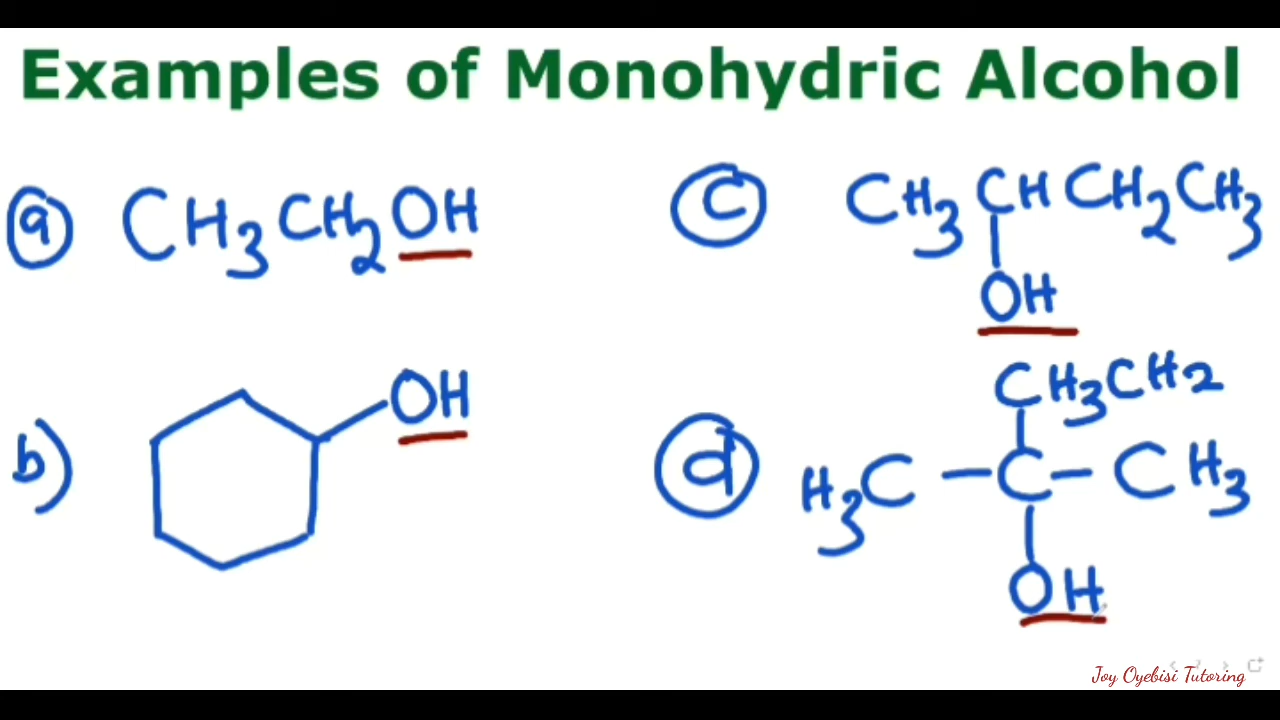 Examples of Monohydric Alcohol
a CH3CH2OH
b) OH
c CH3CHCH2CH3
OH
d CH3CH2
H3C-C-CH3
OH
Joy Oyebisi Tutoring